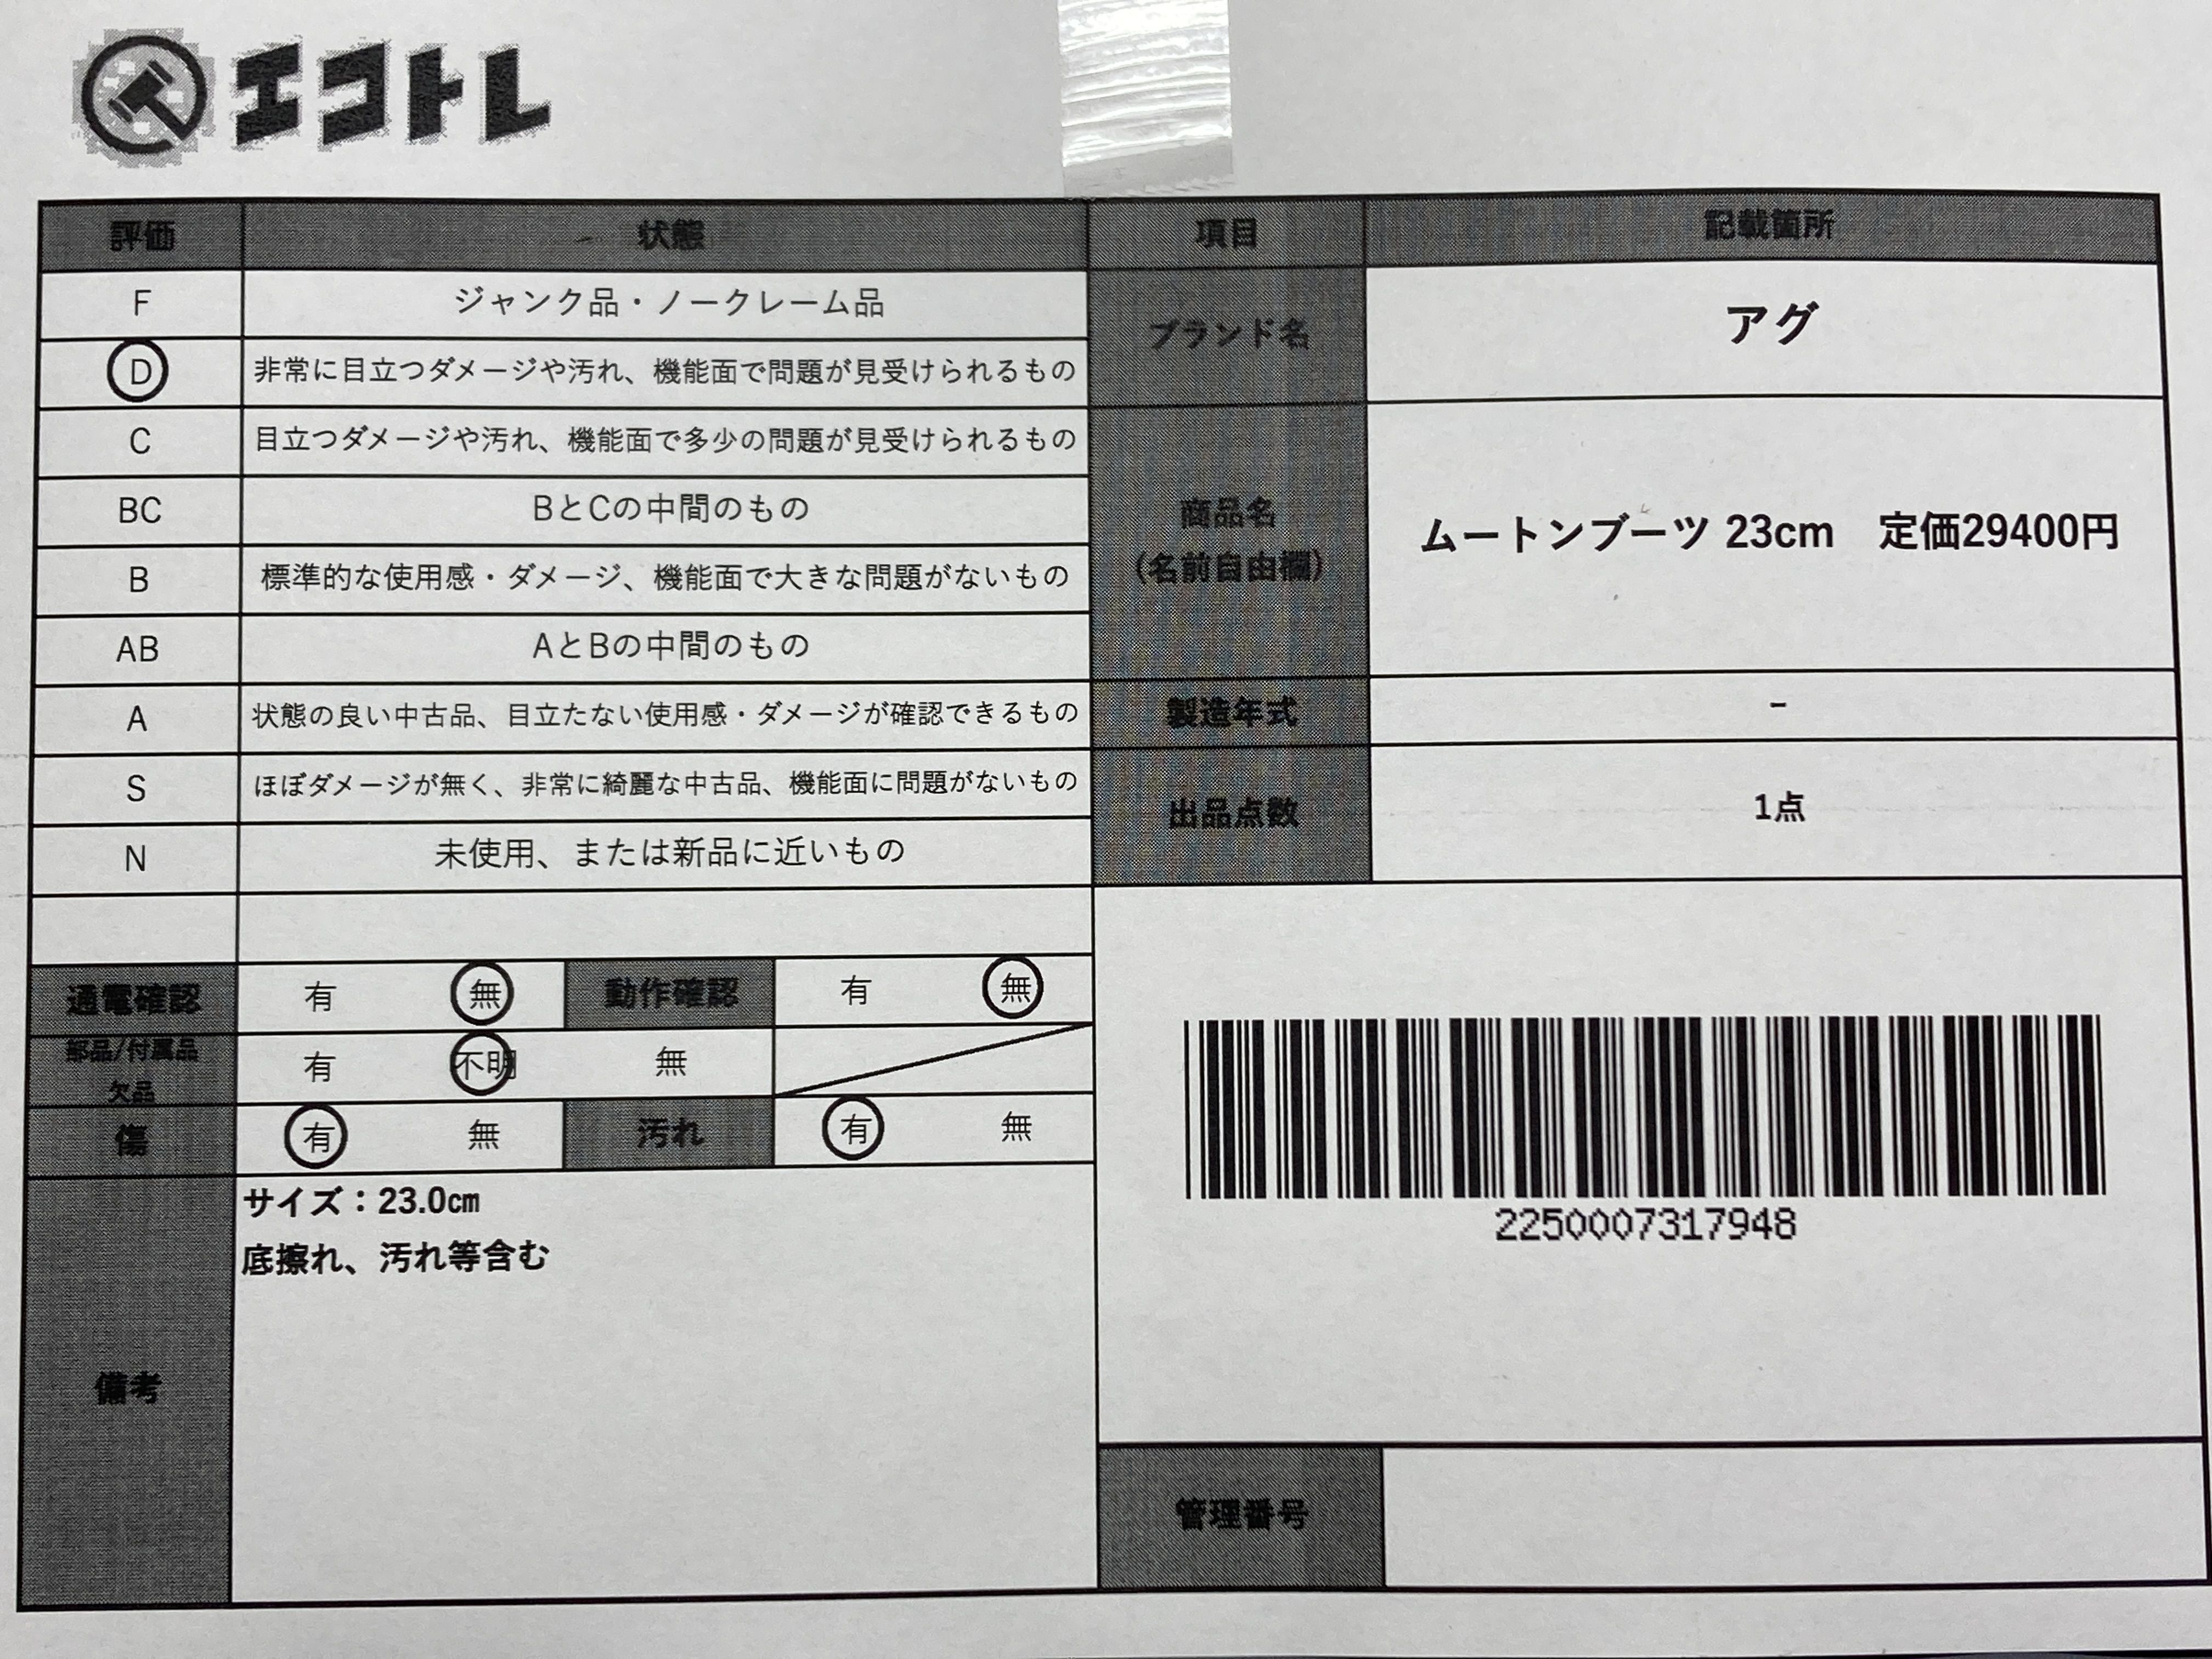 エコトレ
評価 状態
F ジャンク品・ノークレーム品
D 非常に目立つダメージや汚れ、機能面で問題が見受けられるもの
C 目立つダメージや汚れ、機能面で多少の問題が見受けられるもの
BC BとCの中間のもの
B 標準的な使用感・ダメージ、機能面で大きな問題がないもの
AB AとBの中間のもの
A 状態の良い中古品、目立たない使用感・ダメージが確認できるもの
S ほぼダメージが無く、非常に綺麗な中古品、機能面に問題がないもの
N 未使用、または新品に近いもの
通電確認 有 無 動作確認 有 無
部品/付属品
欠品 有 不明 無
傷 有 無 汚れ 有 無
備考
サイズ：23.0㎝
底擦れ、汚れ等含む
項目 記載箇所
ブランド名 アグ
商品名
(名前自由欄)
ムートンブーツ 23cm　定価29400円
製造年式 -
出品点数 1点
2250007317948
管理番号